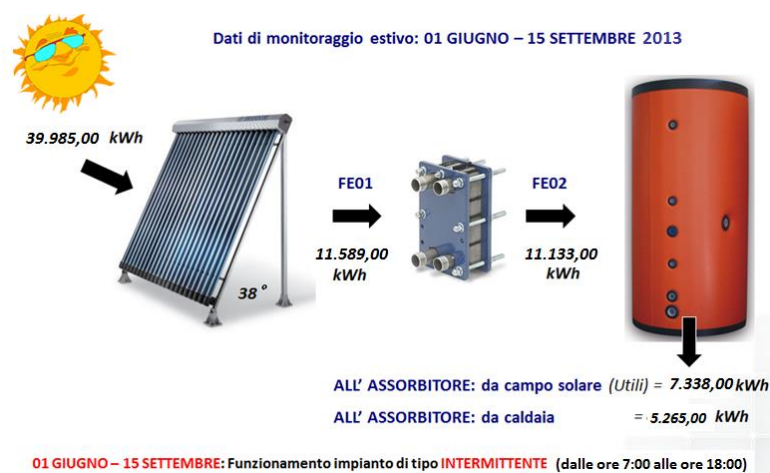 Dati di monitoraggio estivo: 01 GIUGNO – 15 SETTEMBRE 2013
39.985,00 kWh
FE01
FE02
11.589,00
kWh
11.133,00
kWh
38°
ALL' ASSORBITORE: da campo solare (Utili) = 7.338,00 kWh
ALL' ASSORBITORE: da caldaia = 5.265,00 kWh
01 GIUGNO – 15 SETTEMBRE: Funzionamento impianto di tipo INTERMITTENTE (dalle ore 7:00 alle ore 18:00)